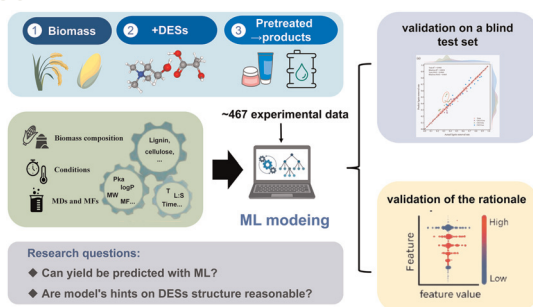 1 Biomass
2 +DESs
3 Pretreated
→products
validation on a blind
test set
~467 experimental data
Biomass composition
Conditions
MDs and MFs
Lignin,
cellulose,
...
Pka
logP
MW
MF...
T
L:S
Time...
ML modeing
validation of the rationale
High
Feature
Low
feature value
Research questions:
◆ Can yield be predicted with ML?
◆ Are model's hints on DESs structure reasonable?